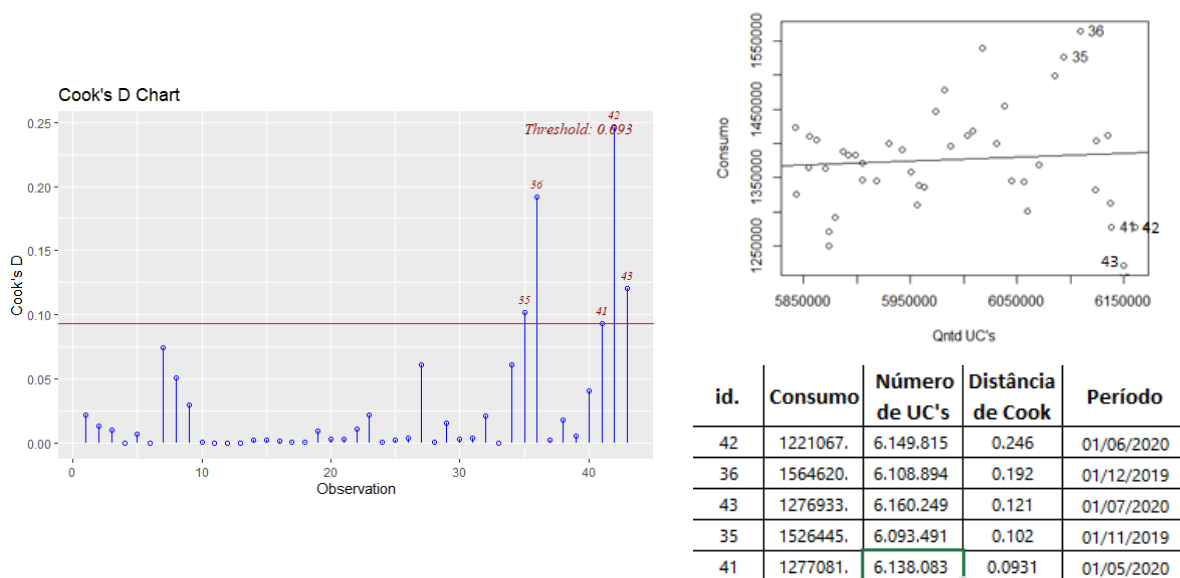 Cook's D Chart
Threshold: 0.093
42
36
43
35
41
0.25
0.20
0.15
0.10
0.05
0.00
Cook's D
0
10
20
30
40
Observation
1550000
1450000
1350000
1250000
Consumo
36
35
41
42
43
5850000
5950000
6050000
6150000
Qntd UC's
id. Consumo Número de UC's Distância de Cook Período
42 1221067. 6.149.815 0.246 01/06/2020
36 1564620. 6.108.894 0.192 01/12/2019
43 1276933. 6.160.249 0.121 01/07/2020
35 1526445. 6.093.491 0.102 01/11/2019
41 1277081. 6.138.083 0.0931 01/05/2020